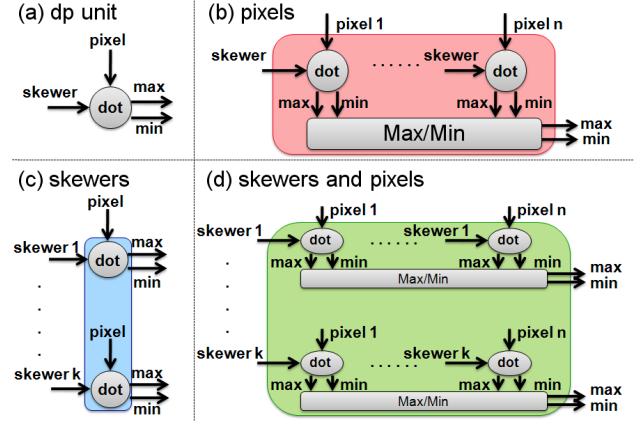 (a) dp unit
pixel
skewer
dot
max
min
(b) pixels
pixel 1
pixel n
skewer
dot
. . . . . .
skewer
dot
max
min
max
min
Max/Min
max
min
(c) skewers
pixel
skewer 1
dot
max
min
.
.
.
.
pixel
skewer k
dot
max
min
(d) skewers and pixels
pixel 1
pixel n
skewer 1
dot
......
skewer 1
dot
max
min
max
min
Max/Min
max
min
.
.
.
.
pixel 1
pixel n
skewer k
dot
......
skewer k
dot
max
min
max
min
Max/Min
max
min